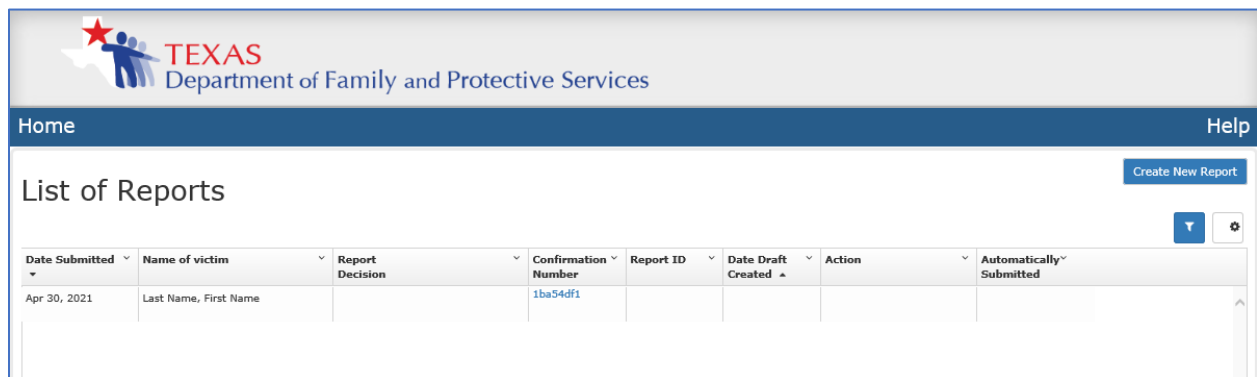 TEXAS
Department of Family and Protective Services
Home Help
Create New Report
List of Reports
Date Submitted Name of victim Report Decision Confirmation Number Report ID Date Draft Created Action Automatically Submitted
Apr 30, 2021 Last Name, First Name 1ba54df1